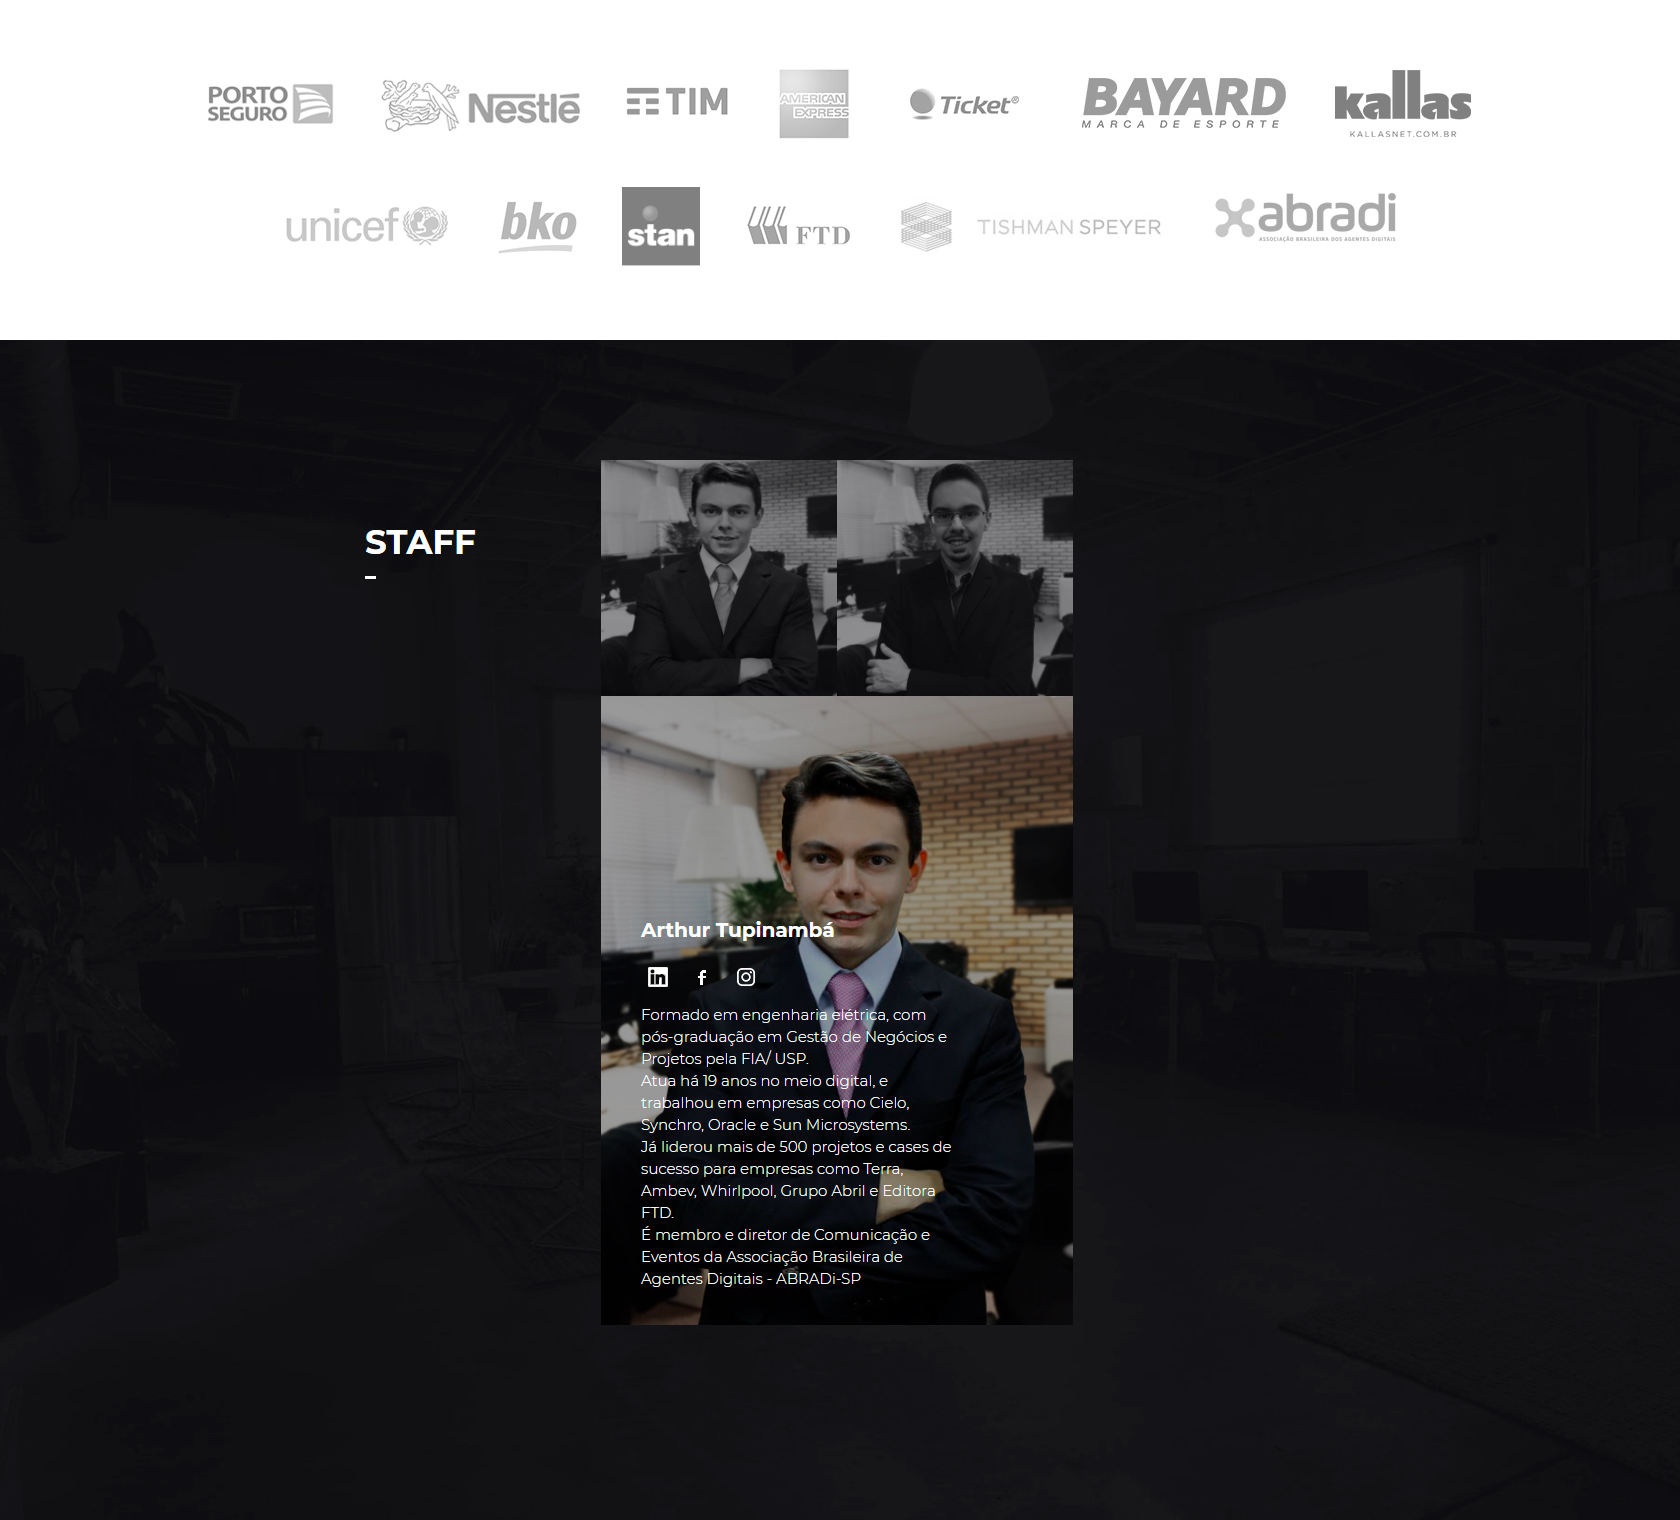 PORTO
SEGURO
Nestlé
TIM
AMERICAN
EXPRESS
Ticket®
BAYARD
MARCA DE ESPORTE
kallas
KALLASNET.COM.BR
unicef
bko
stan
FTD
TISHMAN SPEYER
abradi
ASSOCIAÇÃO BRASILEIRA DOS AGENTES DIGITAIS
STAFF
Arthur Tupinambá
Formado em engenharia elétrica, com
pós-graduação em Gestão de Negócios e
Projetos pela FIA/ USP.
Atua há 19 anos no meio digital, e
trabalhou em empresas como Cielo,
Synchro, Oracle e Sun Microsystems.
Já liderou mais de 500 projetos e cases de
sucesso para empresas como Terra,
Ambev, Whirlpool, Grupo Abril e Editora
FTD.
É membro e diretor de Comunicação e
Eventos da Associação Brasileira de
Agentes Digitais - ABRADi-SP